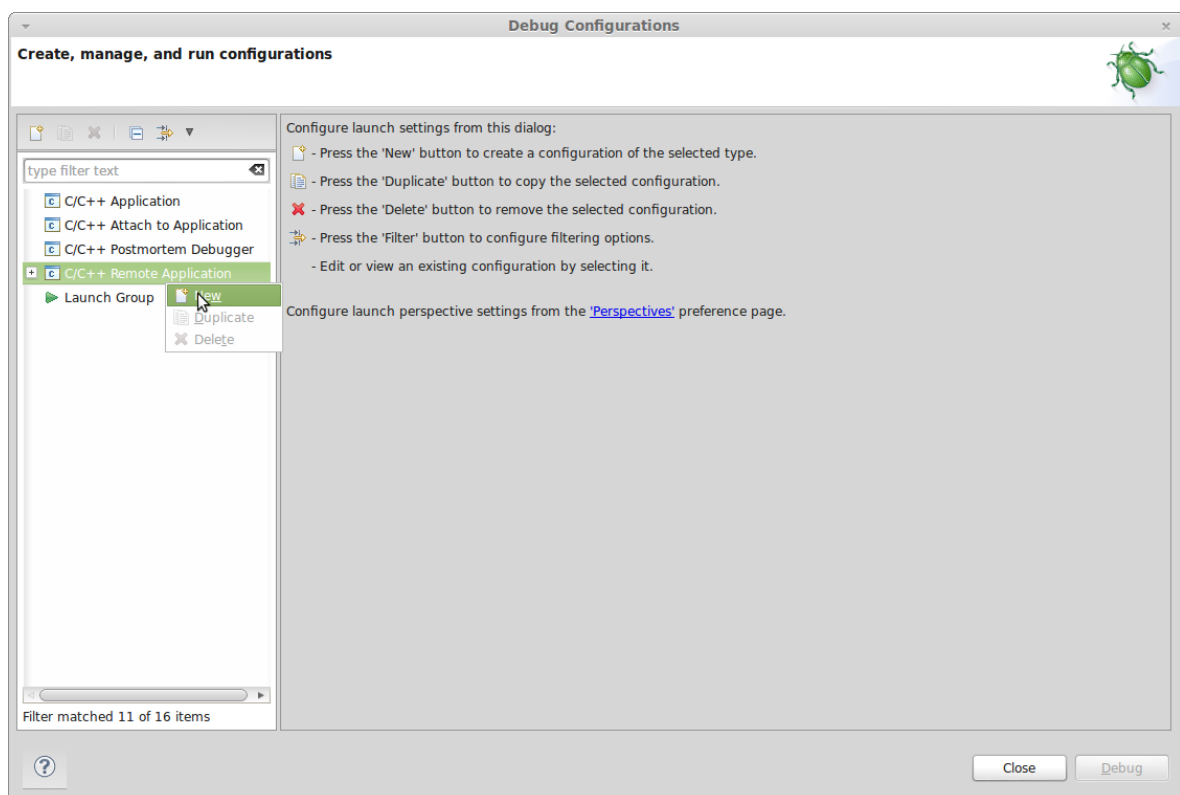 Debug Configurations
Create, manage, and run configurations
type filter text
C/C++ Application
C/C++ Attach to Application
C/C++ Postmortem Debugger
C/C++ Remote Application
Launch Group
New
Duplicate
Delete
Filter matched 11 of 16 items
Configure launch settings from this dialog:
- Press the 'New' button to create a configuration of the selected type.
- Press the 'Duplicate' button to copy the selected configuration.
- Press the 'Delete' button to remove the selected configuration.
- Press the 'Filter' button to configure filtering options.
- Edit or view an existing configuration by selecting it.
Configure launch perspective settings from the 'Perspectives' preference page.
Close
Debug